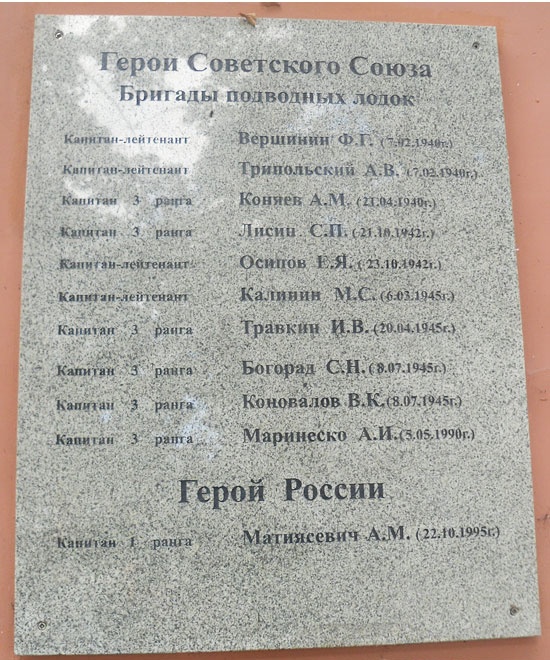 Герои Советского Союза
Бригады подводных лодок
Капитан-лейтенант Вершинин Ф.Г. (7.02.1940г.)
Капитан-лейтенант Трипольский А.В. (7.02.1940г.)
Капитан 3 ранга Коняев А.М. (21.04.1940г.)
Капитан 3 ранга Лисин С.П. (21.10.1942г.)
Капитан-лейтенант Осипов Е.Я. (23.10.1942г.)
Капитан-лейтенант Калинин М.С. (6.03.1945г.)
Капитан 3 ранга Травкин И.В. (20.04.1945г.)
Капитан 3 ранга Богорад С.Н. (8.07.1945г.)
Капитан 3 ранга Коновалов В.К. (8.07.1945г.)
Капитан 3 ранга Маринеско А.И. (5.05.1990г.)
Герой России
Капитан 1 ранга Матиясевич А.М. (22.10.1995г.)